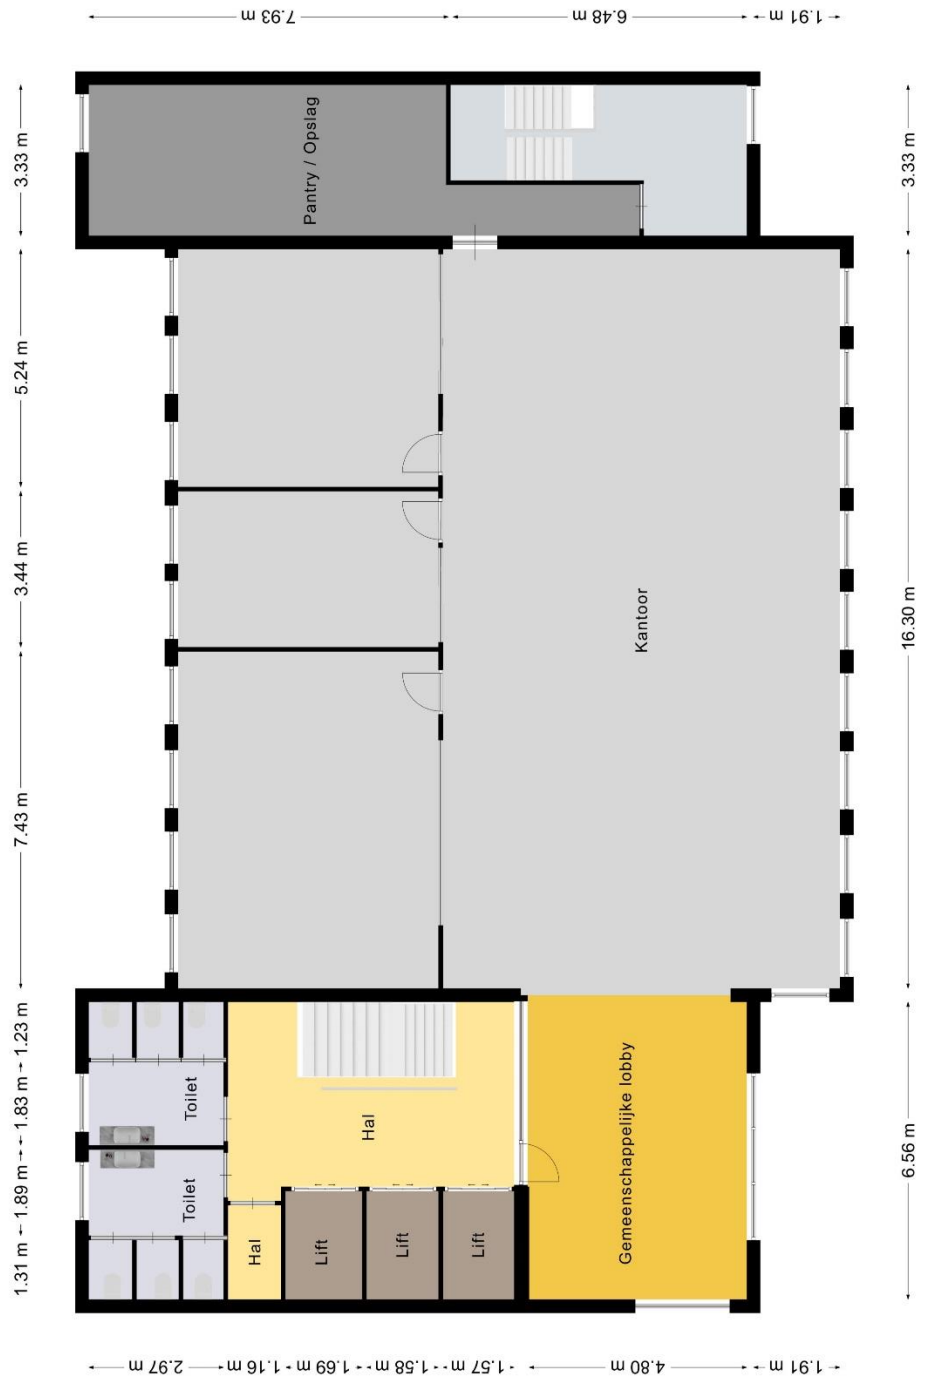 7.93 m
6.48 m
1.91 m
3.33 m
Pantry / Opslag
3.33 m
5.24 m
3.44 m
7.43 m
Kantoor
16.30 m
1.23 m
1.83 m
1.89 m
1.31 m
Toilet
Toilet
Hal
Hal
Lift
Lift
Lift
Gemeenschappelijke lobby
6.56 m
2.97 m
1.16 m
1.69 m
1.58 m
1.57 m
4.80 m
1.91 m